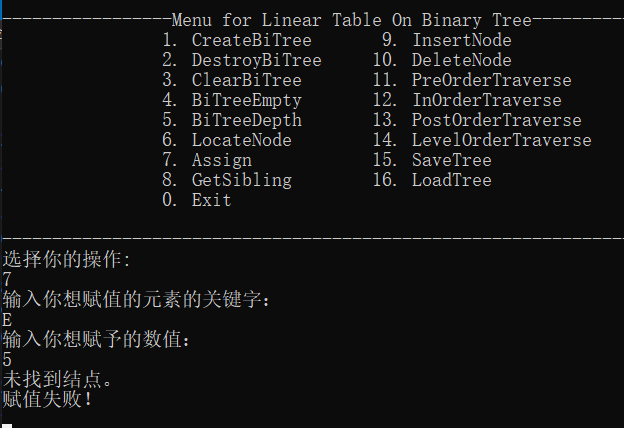 -----------------Menu for Linear Table On Binary Tree----------
1. CreateBiTree 9. InsertNode
2. DestroyBiTree 10. DeleteNode
3. ClearBiTree 11. PreOrderTraverse
4. BiTreeEmpty 12. InOrderTraverse
5. BiTreeDepth 13. PostOrderTraverse
6. LocateNode 14. LevelOrderTraverse
7. Assign 15. SaveTree
8. GetSibling 16. LoadTree
0. Exit
--------------------------------------------------------------
选择你的操作:
7
输入你想赋值的元素的关键字:
E
输入你想赋予的数值:
5
未找到结点。
赋值失败!